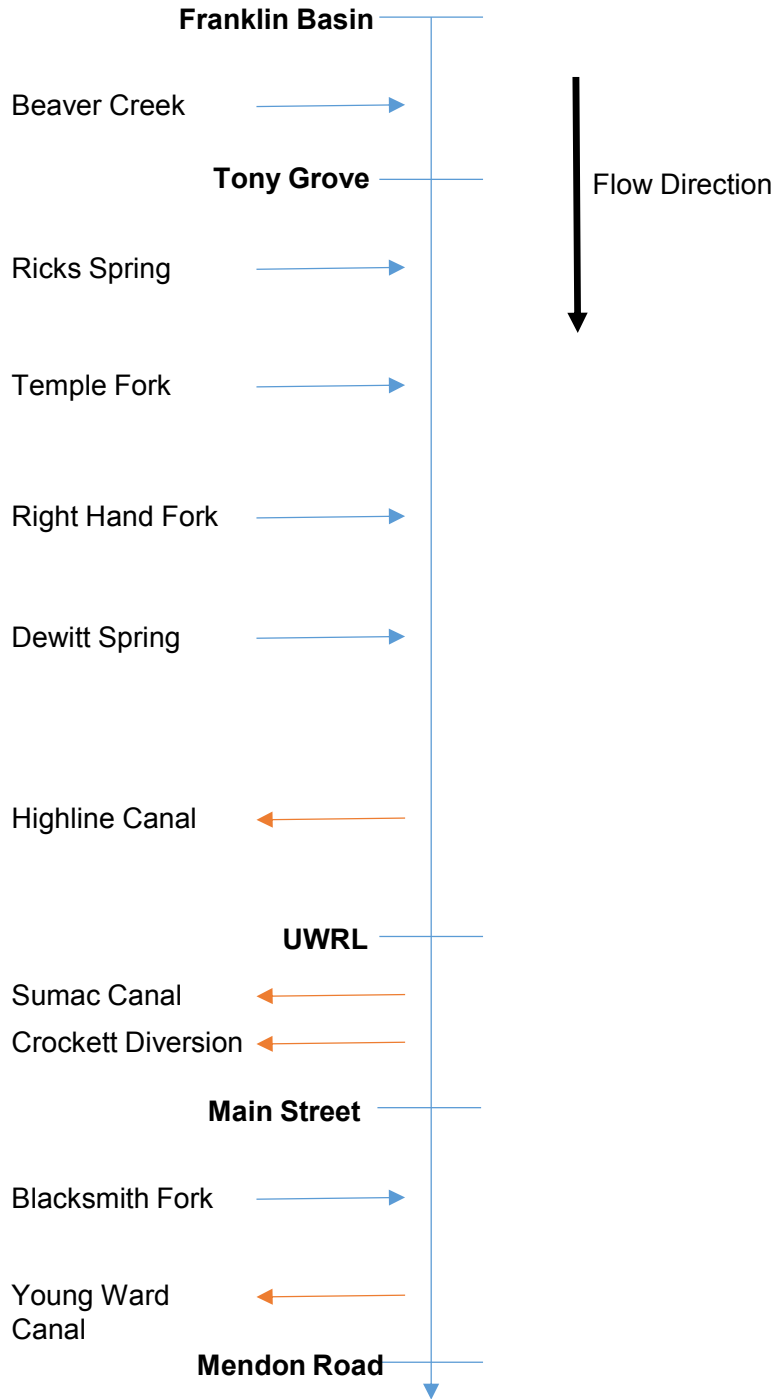 Franklin Basin
Beaver Creek
Tony Grove
Flow Direction
Ricks Spring
Temple Fork
Right Hand Fork
Dewitt Spring
Highline Canal
UWRL
Sumac Canal
Crockett Diversion
Main Street
Blacksmith Fork
Young Ward
Canal
Mendon Road